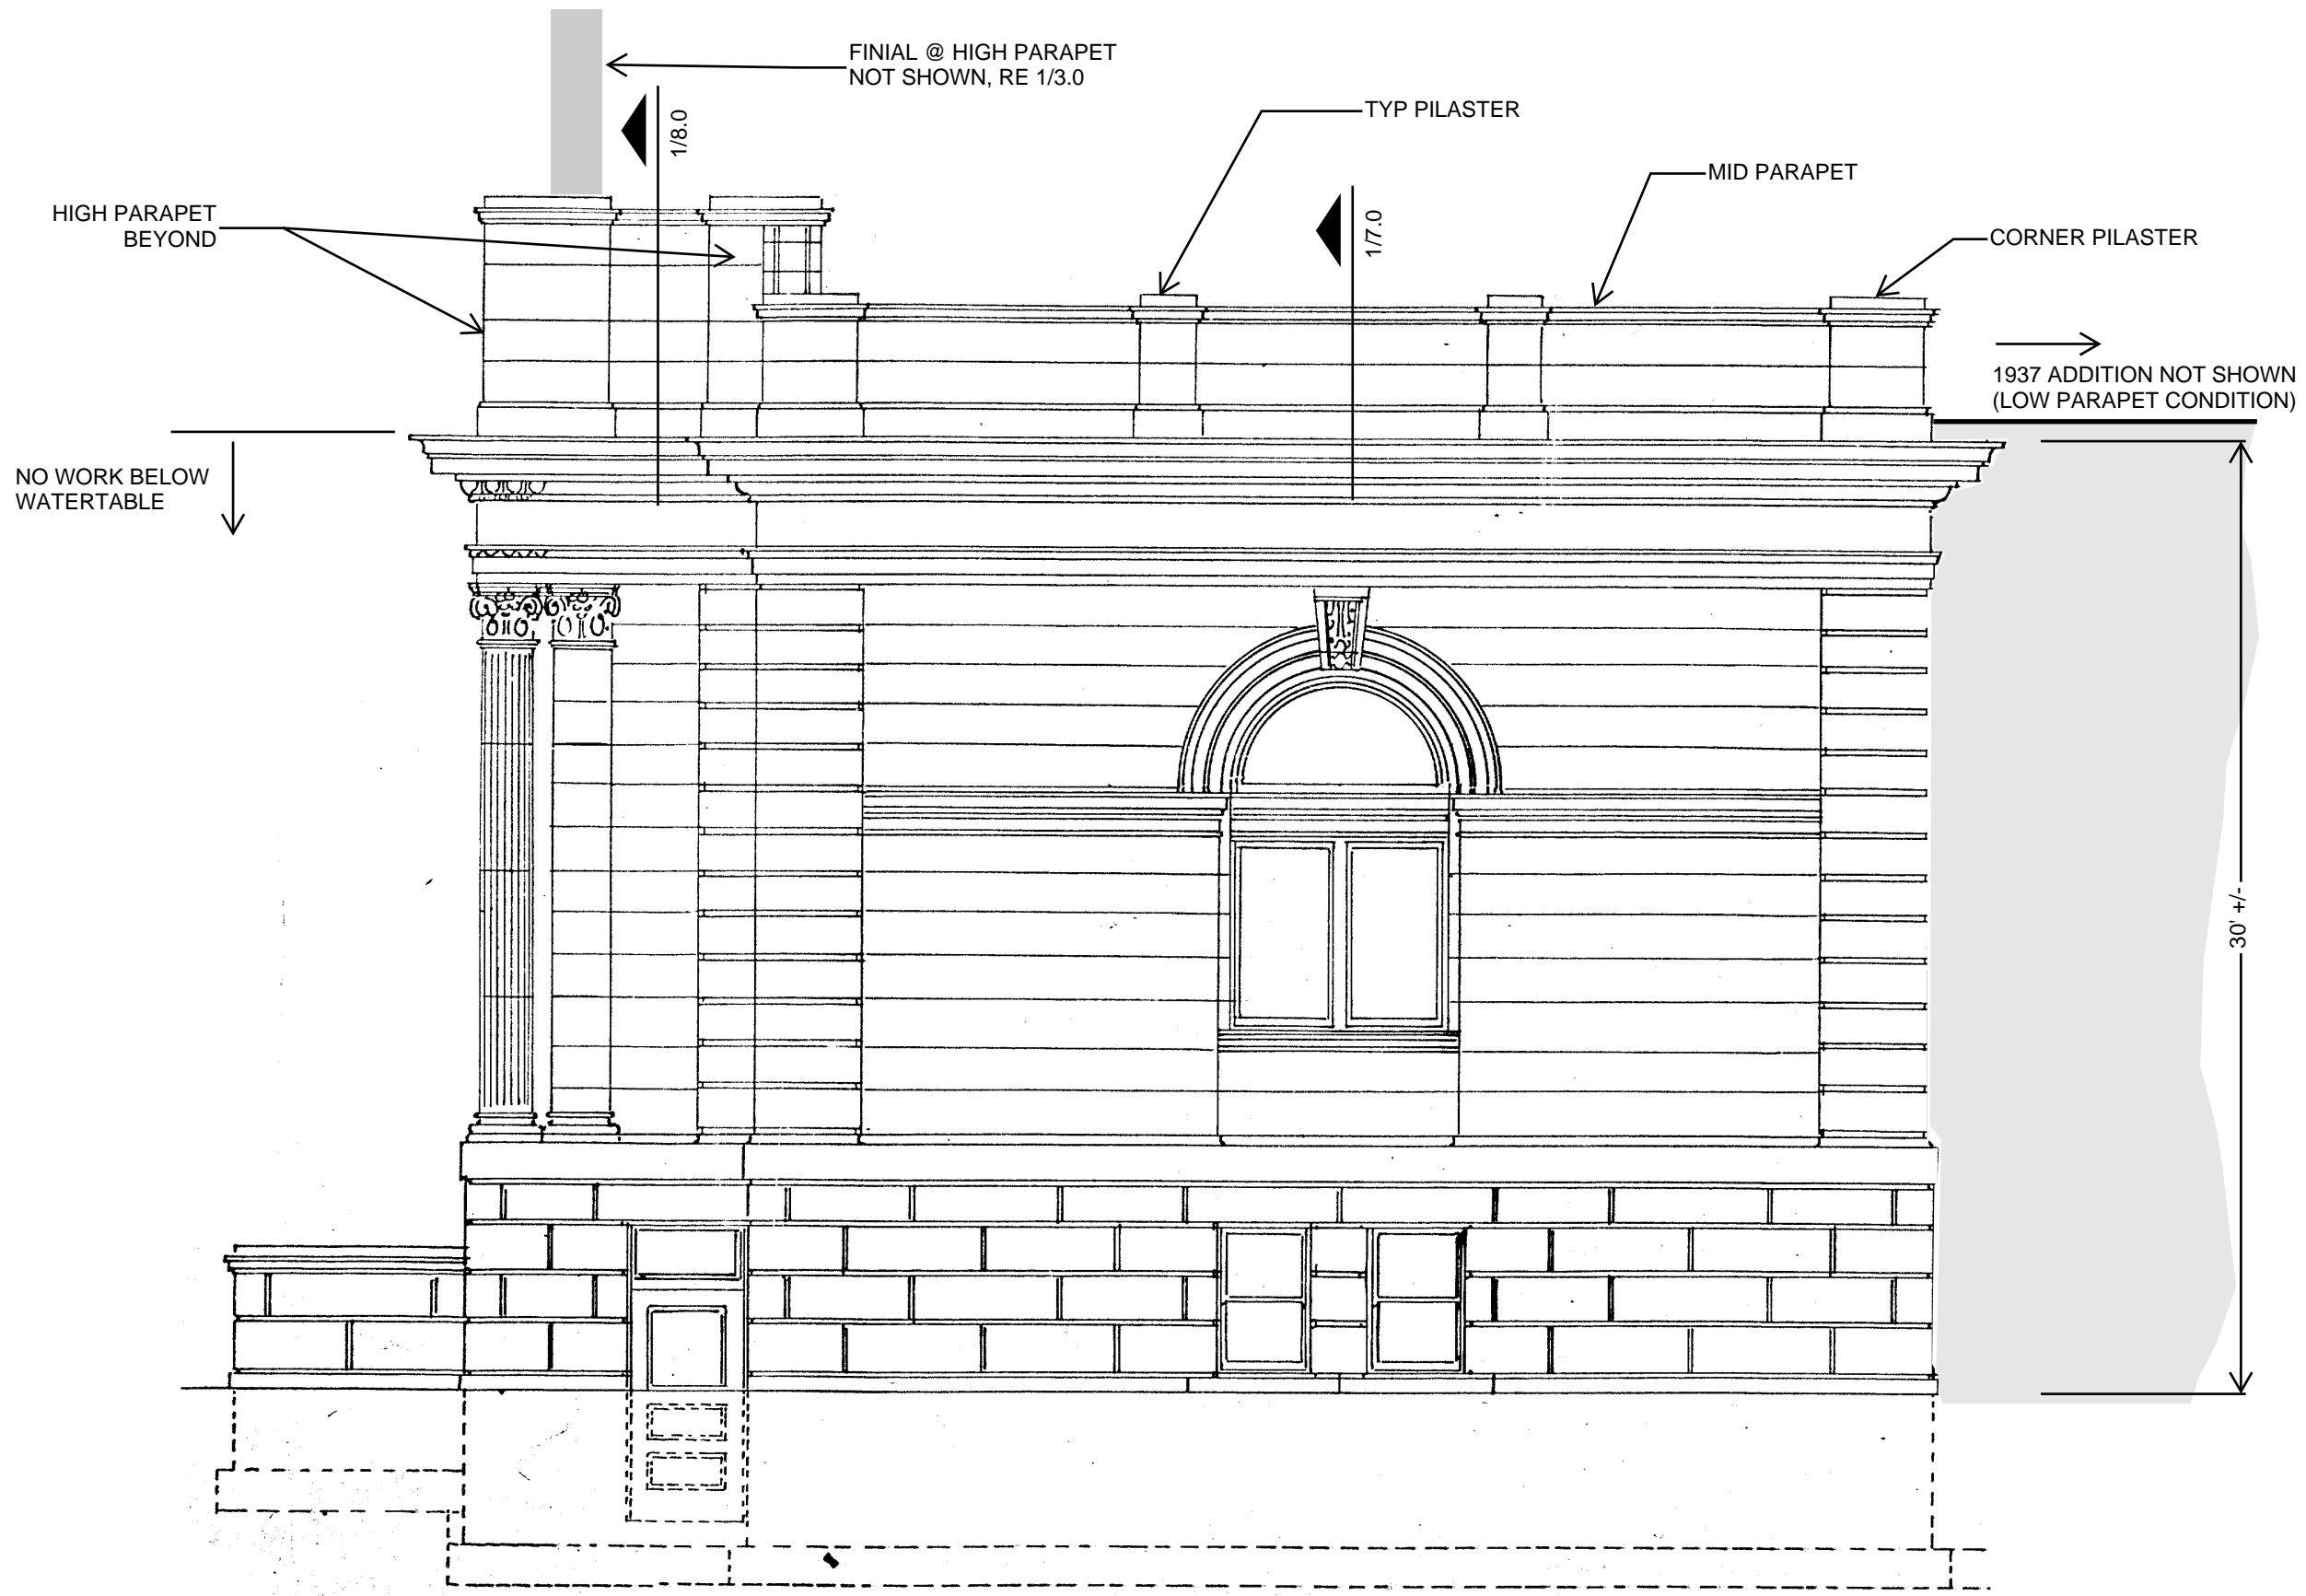 FINIAL @ HIGH PARAPET
NOT SHOWN, RE 1/3.0
1/8.0
TYP PILASTER
MID PARAPET
HIGH PARAPET
BEYOND
1/7.0
CORNER PILASTER
1937 ADDITION NOT SHOWN
(LOW PARAPET CONDITION)
NO WORK BELOW
WATERTABLE
30' +/-